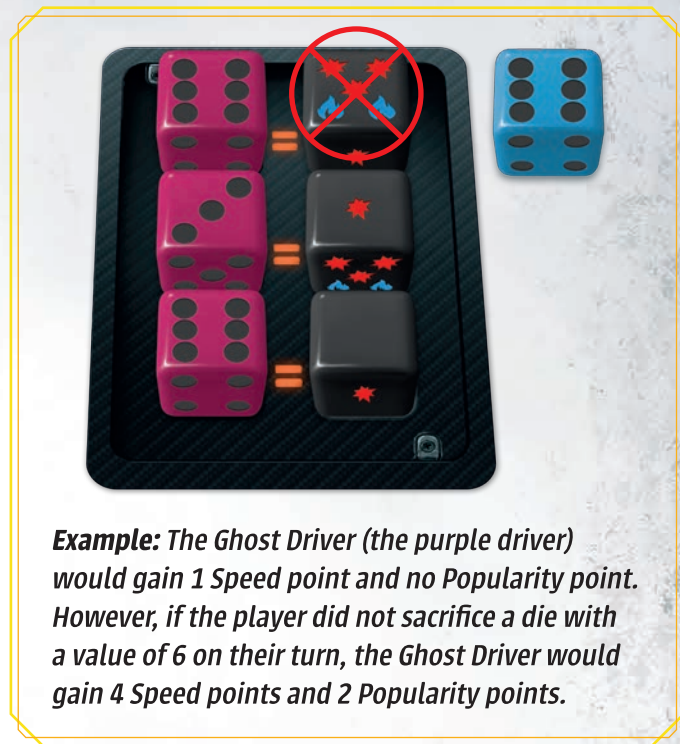 =
=
=
Example: The Ghost Driver (the purple driver)
would gain 1 Speed point and no Popularity point.
However, if the player did not sacrifice a die with
a value of 6 on their turn, the Ghost Driver would
gain 4 Speed points and 2 Popularity points.